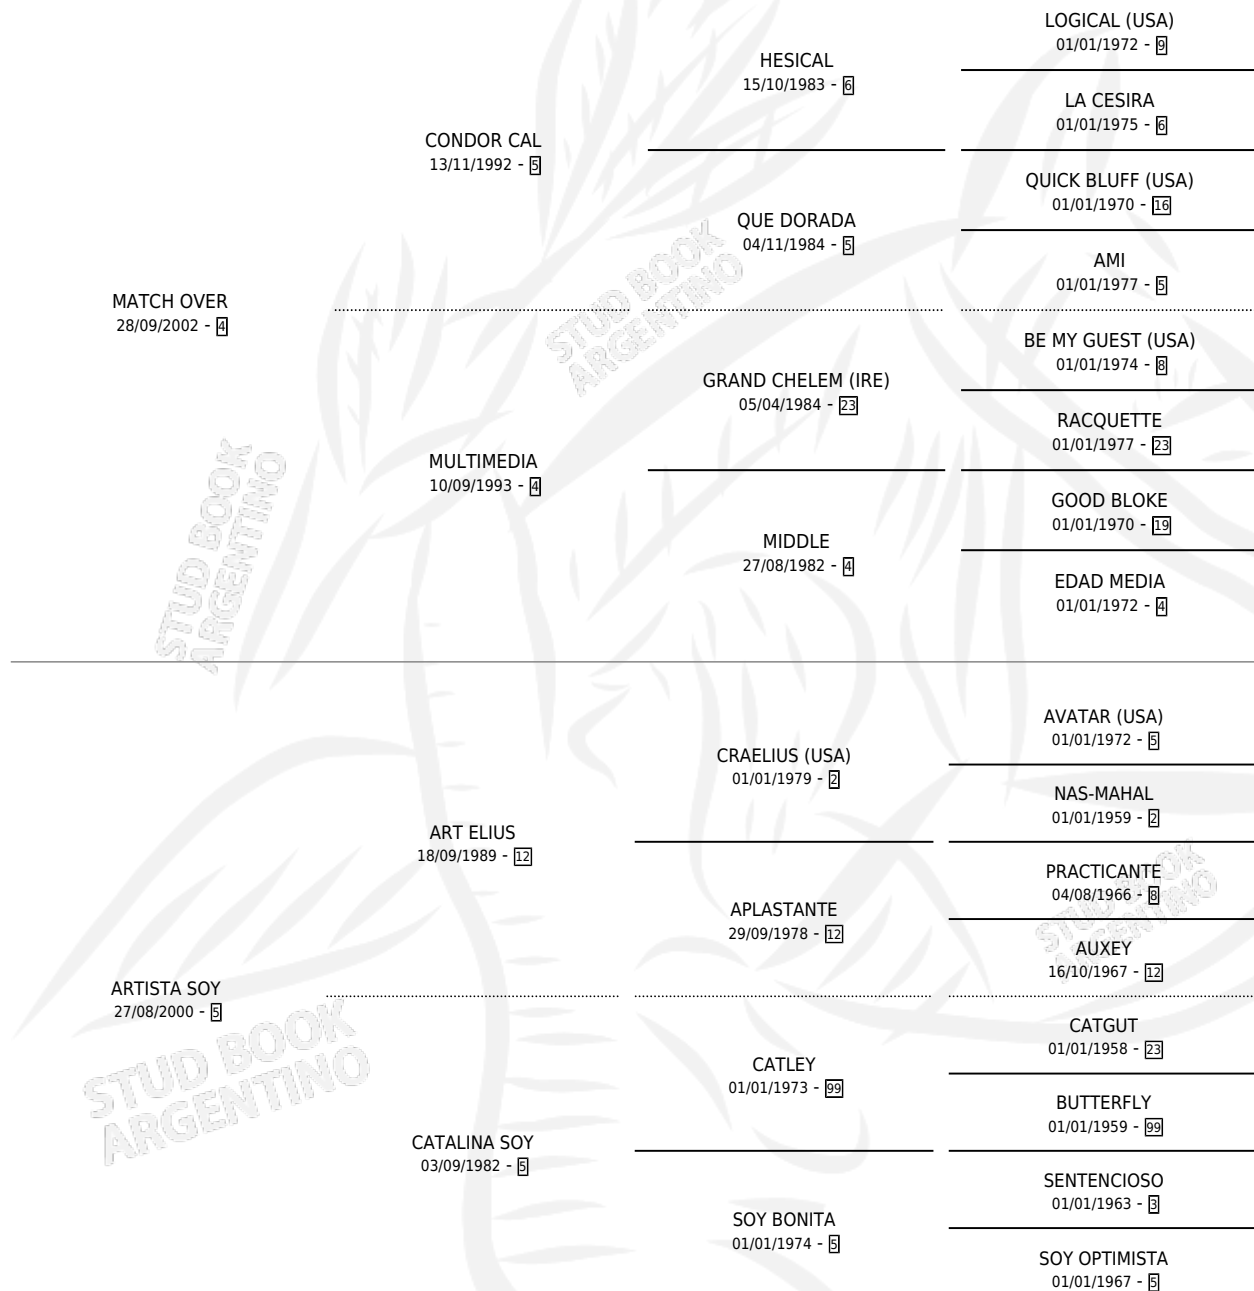 LOGICAL (USA)
01/01/1972 - 9
HESICAL
15/10/1983 - 6
LA CESIRA
01/01/1975 - 6
CONDOR CAL
13/11/1992 - 5
QUICK BLUFF (USA)
01/01/1970 - 16
QUE DORADA
04/11/1984 - 5
AMI
01/01/1977 - 5
MATCH OVER
28/09/2002 - 4
STUD BOOK
ARGENTINO
BE MY GUEST (USA)
01/01/1974 - 8
GRAND CHELEM (IRE)
05/04/1984 - 23
RACQUETTE
01/01/1977 - 23
MULTIMEDIA
10/09/1993 - 4
GOOD BLOKE
01/01/1970 - 19
MIDDLE
27/08/1982 - 4
EDAD MEDIA
01/01/1972 - 4
STUD BOOK
ARGENTINO
AVATAR (USA)
01/01/1972 - 5
CRAELIUS (USA)
01/01/1979 - 2
NAS-MAHAL
01/01/1959 - 2
ART ELIUS
18/09/1989 - 12
PRACTICANTE
04/08/1966 - 8
APLASTANTE
29/09/1978 - 12
AUXEY
16/10/1967 - 12
STUD BOOK
ARGENTINO
ARTISTA SOY
27/08/2000 - 5
CATGUT
01/01/1958 - 23
CATLEY
01/01/1973 - 99
BUTTERFLY
01/01/1959 - 99
STUD BOOK
ARGENTINO
CATALINA SOY
03/09/1982 - 5
SENTENCIOSO
01/01/1963 - 3
SOY BONITA
01/01/1974 - 5
SOY OPTIMISTA
01/01/1967 - 5